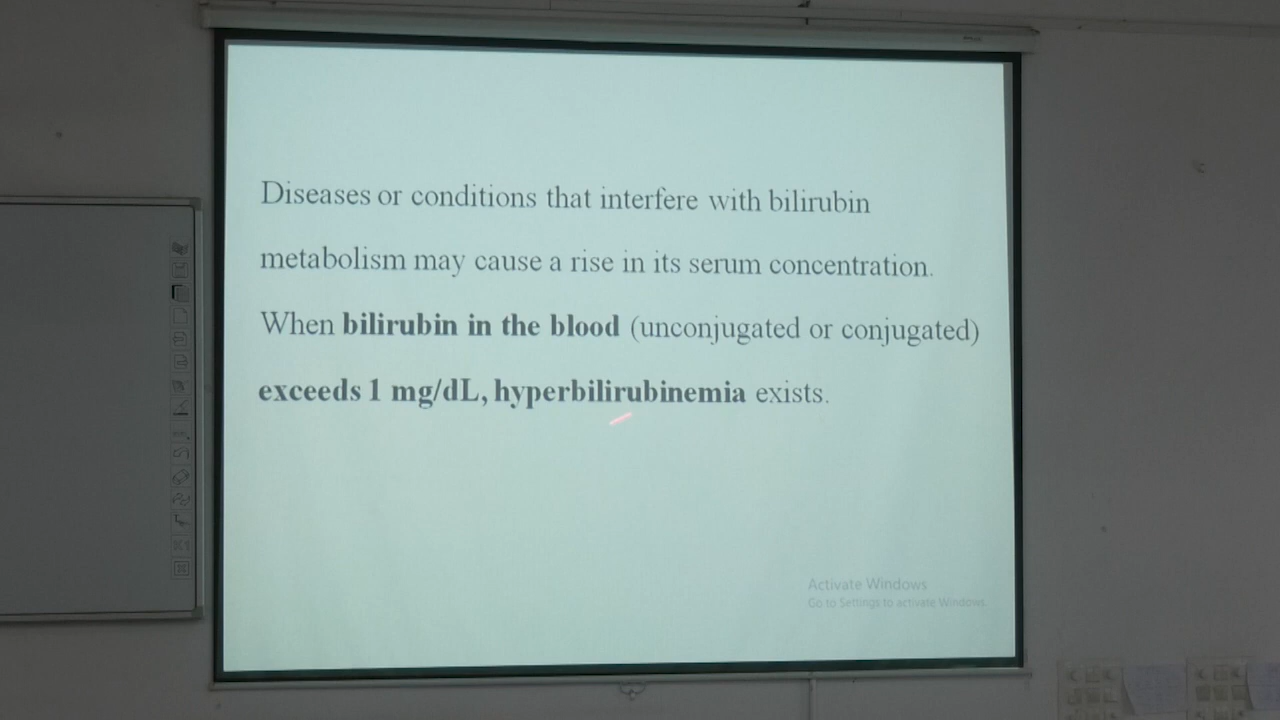 Diseases or conditions that interfere with bilirubin
metabolism may cause a rise in its serum concentration.
When bilirubin in the blood (unconjugated or conjugated)
exceeds 1 mg/dL, hyperbilirubinemia exists.
Activate Windows
Go to Settings to activate Windows.